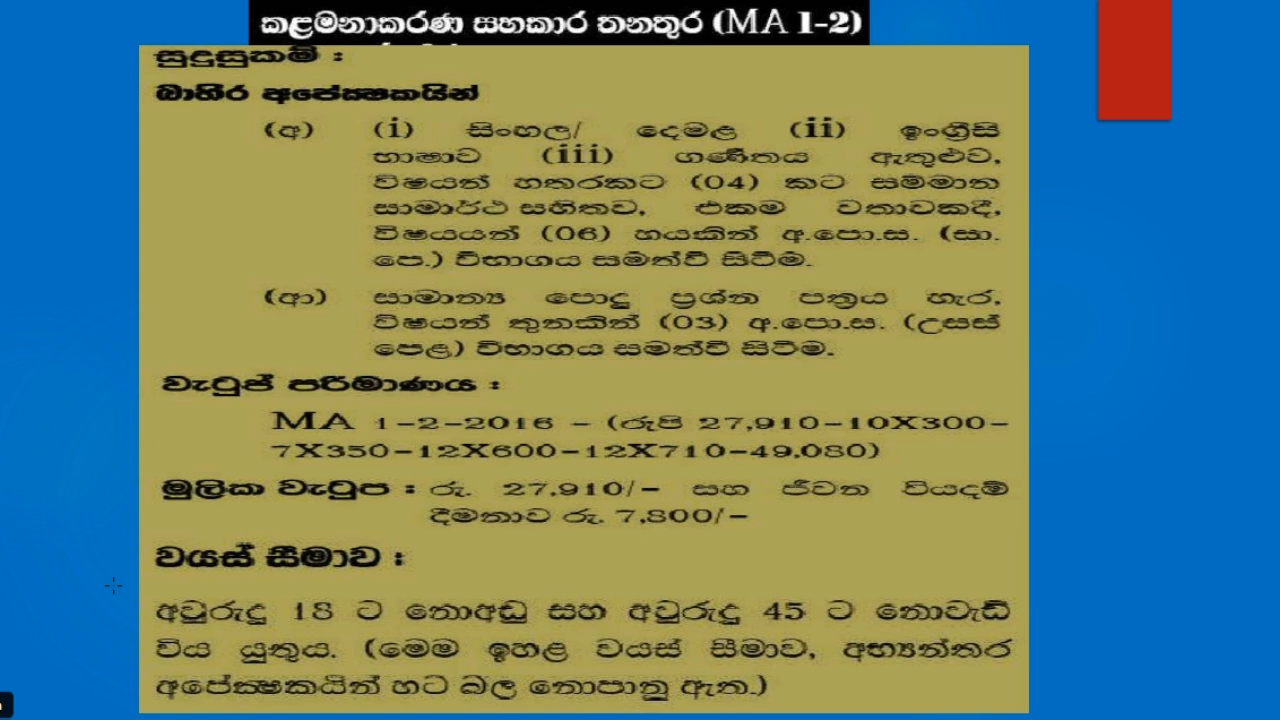 කළමනාකරණ සහකාර තනතුර (MA 1-2)
සුදුසුකම් :
බාහිර අපේක්ෂකයින්
(අ) (i) සිංහල/ දෙමළ (ii) ඉංග්‍රීසි
භාෂාව (iii) ගණිතය ඇතුළුව,
විෂයන් හතරකට (04) කට සම්මාන
සාමාර්ථ සහිතව, එකම වතාවකදී,
විෂයයන් (06) හයකින් අ.පො.ස. (සා.
පෙ.) විභාගය සමත්වී සිටීම.
(ආ) සාමාන්‍ය පොදු ප්‍රශ්න පත්‍රය හැර,
විෂයන් තුනකින් (03) අ.පො.ස. (උසස්
පෙළ) විභාගය සමත්වී සිටීම.
වැටුප් පරිමාණය :
MA 1-2-2016 - (රුපි 27,910-10X300-
7X350-12X600-12X710-49,080)
මූලික වැටුප : රු. 27,910/- සහ ජීවන වියදම්
දීමනාව රු. 7,800/-
වයස් සීමාව :
අවුරුදු 18 ට නොඅඩු සහ අවුරුදු 45 ට නොවැඩි
විය යුතුය. (මෙම ඉහළ වයස් සීමාව, අභ්‍යන්තර
අපේක්ෂකයින් හට බල නොපානු ඇත.)